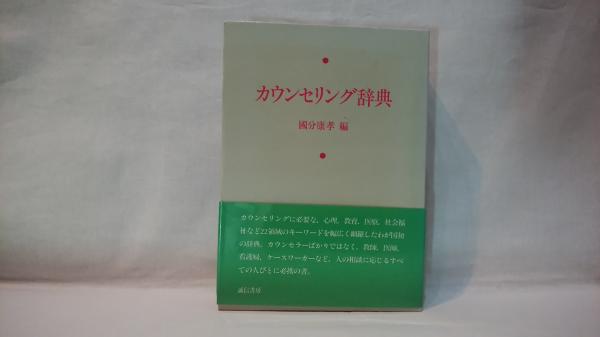 カウンセリング辞典
國分康孝 編
カウンセリングに必要な、心理、教育、医療、社会福
祉など22領域のキーワードを幅広く網羅したわが国初
の辞典。カウンセラーばかりではなく、教師、医師、
看護婦、ケースワーカーなど、人の相談に応じるすべ
ての人びとに必携の書。
誠信書房